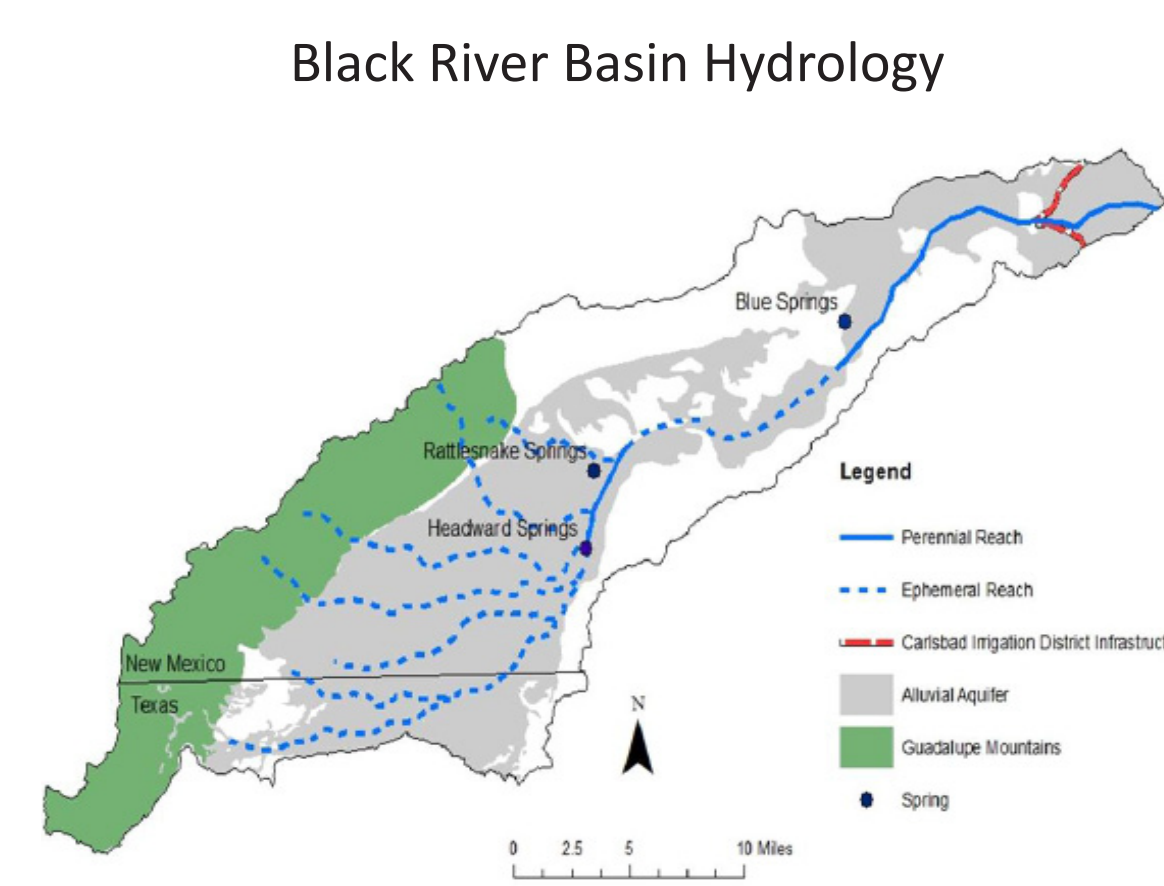 Black River Basin Hydrology
Blue Springs
Rattlesnake Springs
Headward Springs
New Mexico
Texas
N
0 2.5 5 10 Miles
Legend
Perennial Reach
Ephemeral Reach
Carlsbad Irrigation District Infrastruct
Alluvial Aquifer
Guadalupe Mountains
Spring